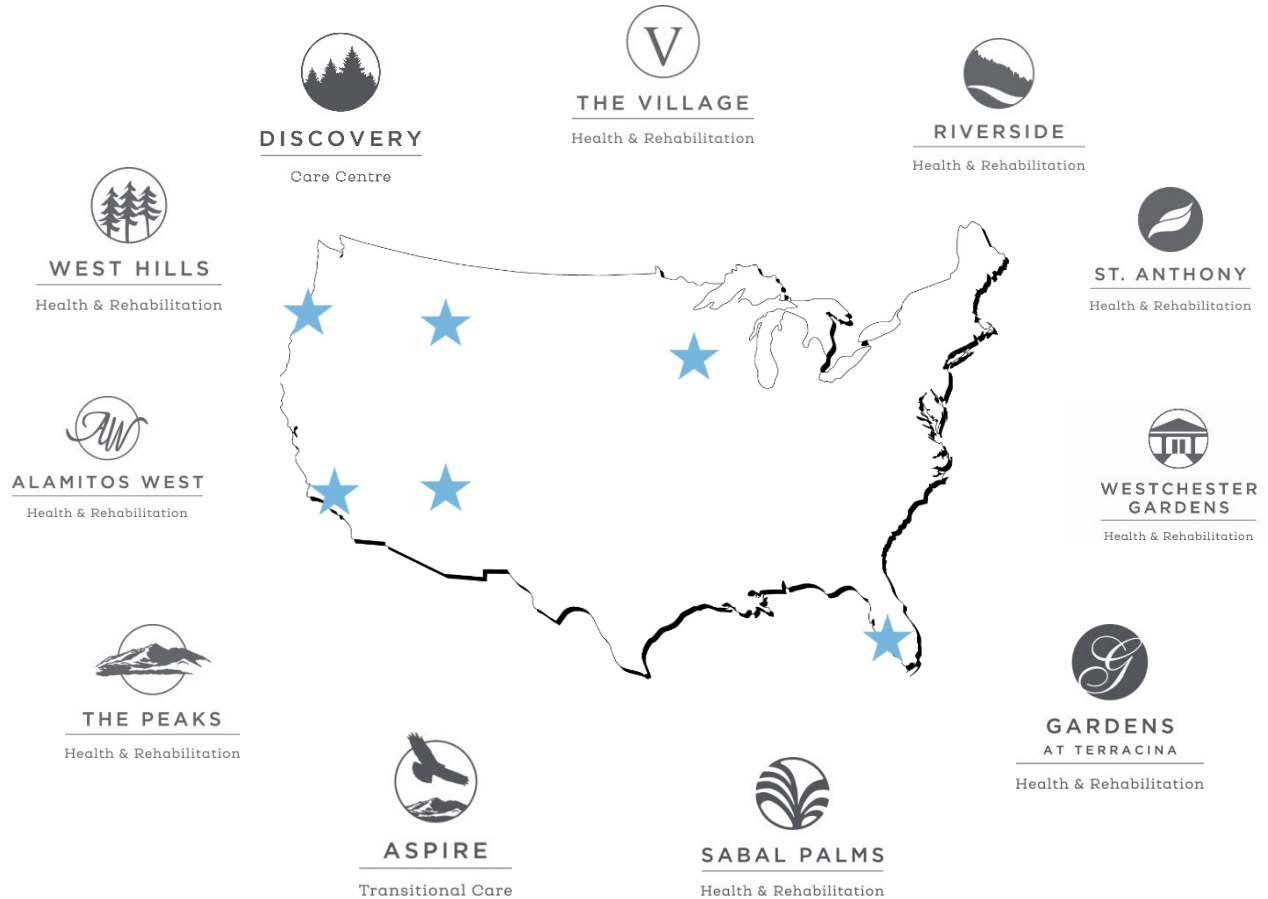 V
THE VILLAGE
Health & Rehabilitation
DISCOVERY
Care Centre
RIVERSIDE
Health & Rehabilitation
WEST HILLS
Health & Rehabilitation
ST. ANTHONY
Health & Rehabilitation
AW
ALAMITOS WEST
Health & Rehabilitation
WESTCHESTER
GARDENS
Health & Rehabilitation
THE PEAKS
Health & Rehabilitation
G
GARDENS
AT TERRACINA
Health & Rehabilitation
ASPIRE
Transitional Care
SABAL PALMS
Health & Rehabilitation